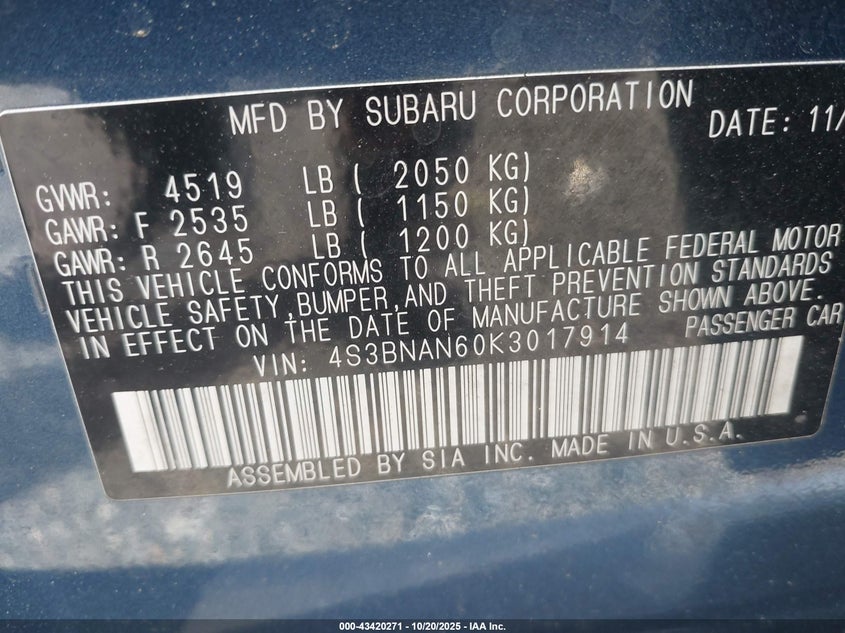 MFD BY SUBARU CORPORATION
DATE: 11/
GVWR: 4519 LB ( 2050 KG)
GAWR: F 2535 LB ( 1150 KG)
GAWR: R 2645 LB ( 1200 KG)
THIS VEHICLE CONFORMS TO ALL APPLICABLE FEDERAL MOTOR
VEHICLE SAFETY,BUMPER,AND THEFT PREVENTION STANDARDS
IN EFFECT ON THE DATE OF MANUFACTURE SHOWN ABOVE.
VIN: 4S3BNAN60K3017914 PASSENGER CAR
ASSEMBLED BY SIA INC. MADE IN U.S.A.
000-43420271 | 10/20/2025 | IAA Inc.